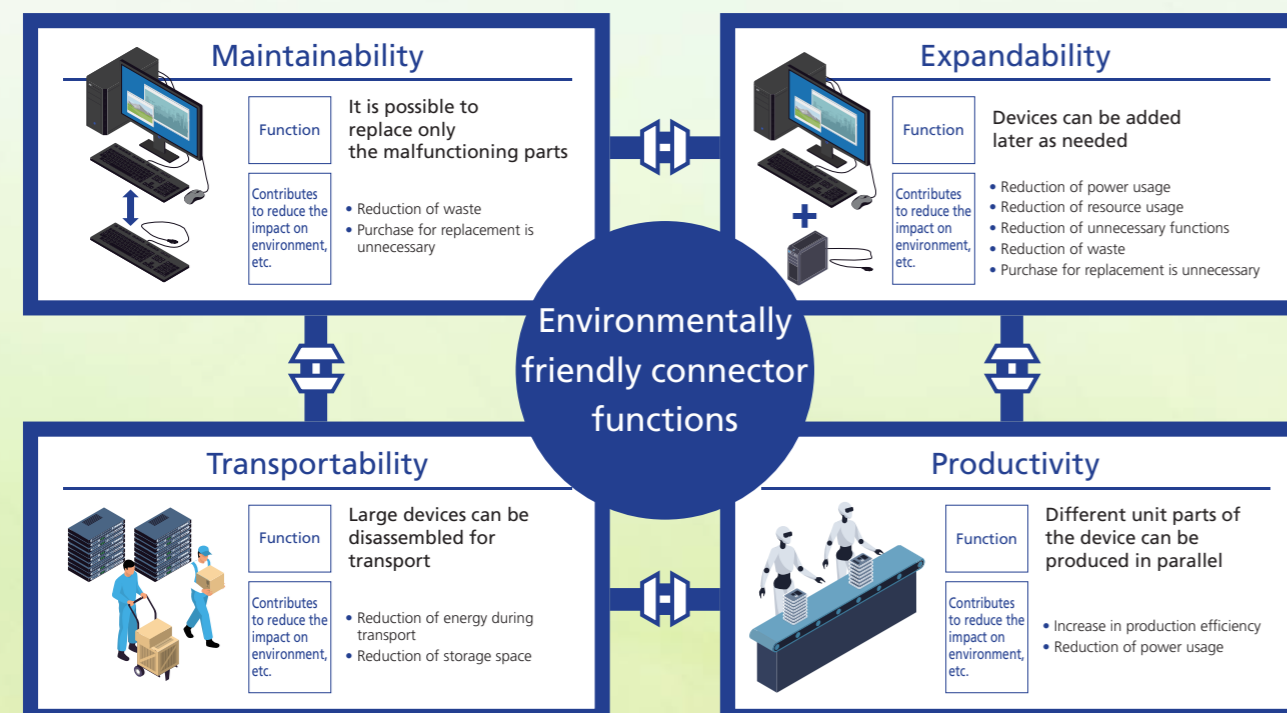 Maintainability
Function
It is possible to
replace only
the malfunctioning parts
Contributes
to reduce the
impact on
environment,
etc.
• Reduction of waste
• Purchase for replacement is
unnecessary
Expandability
Function
Devices can be added
later as needed
Contributes
to reduce the
impact on
environment,
etc.
• Reduction of power usage
• Reduction of resource usage
• Reduction of unnecessary functions
• Reduction of waste
• Purchase for replacement is unnecessary
Environmentally
friendly connector
functions
Transportability
Function
Large devices can be
disassembled for
transport
Contributes
to reduce the
impact on
environment,
etc.
• Reduction of energy during
transport
• Reduction of storage space
Productivity
Function
Different unit parts of
the device can be
produced in parallel
Contributes
to reduce the
impact on
environment,
etc.
• Increase in production efficiency
• Reduction of power usage